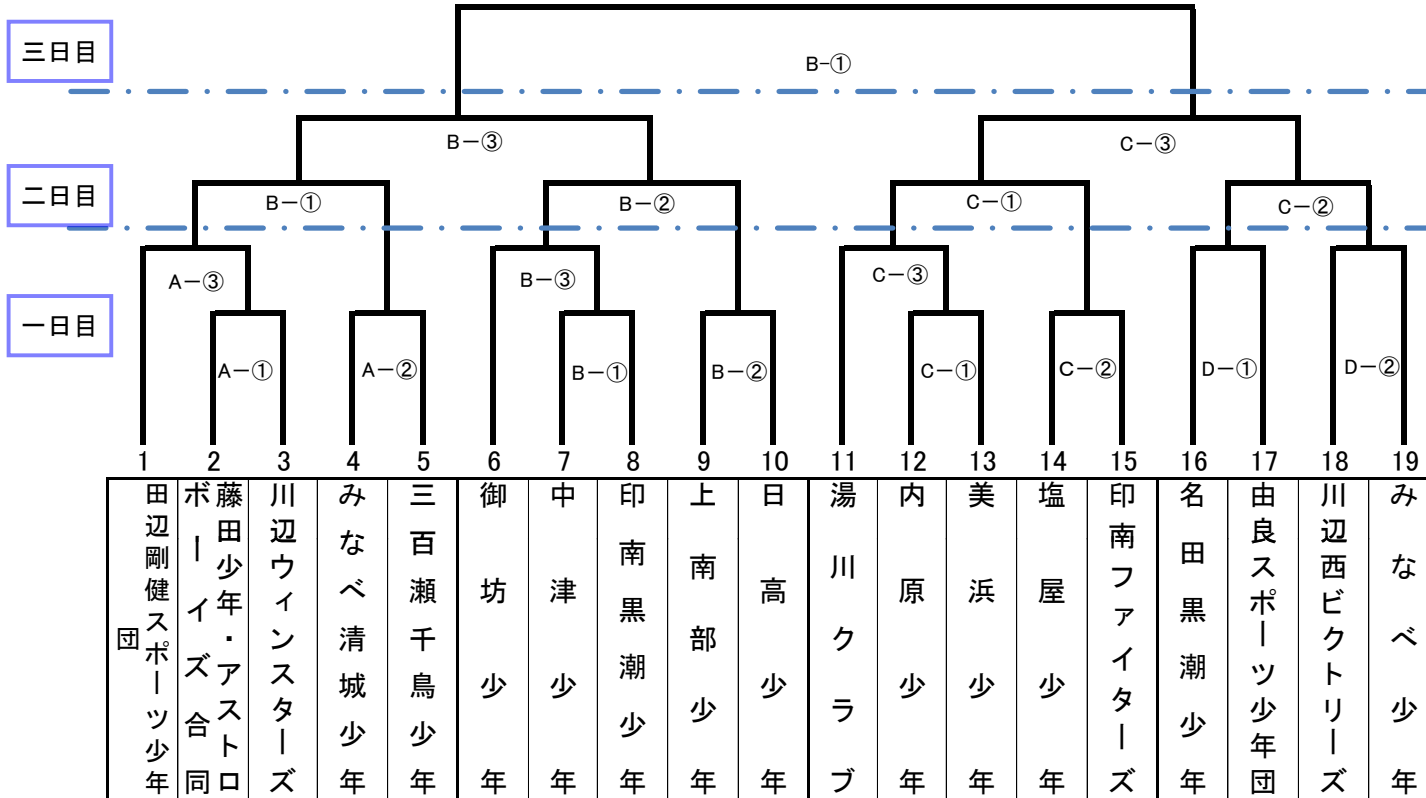 三日目
B-①
B－③
C－③
二日目
B－①
B－②
C－①
C－②
A－③
B－③
C－③
一日目
A－①
A－②
B－①
B－②
C－①
C－②
D－①
D－②
1
2
3
4
5
6
7
8
9
10
11
12
13
14
15
16
17
18
19
田辺剛健スポーツ少年
団
藤田少年・アストロ
ボーイズ合同
川辺ウィンスターズ
みなべ清城少年
三百瀬千鳥少年
御坊少年
中津少年
印南黒潮少年
上南部少年
日高少年
湯川クラブ
内原少年
美浜少年
塩屋少年
印南ファイターズ
名田黒潮少年
由良スポーツ少年団
川辺西ビクトリーズ
みなべ少年